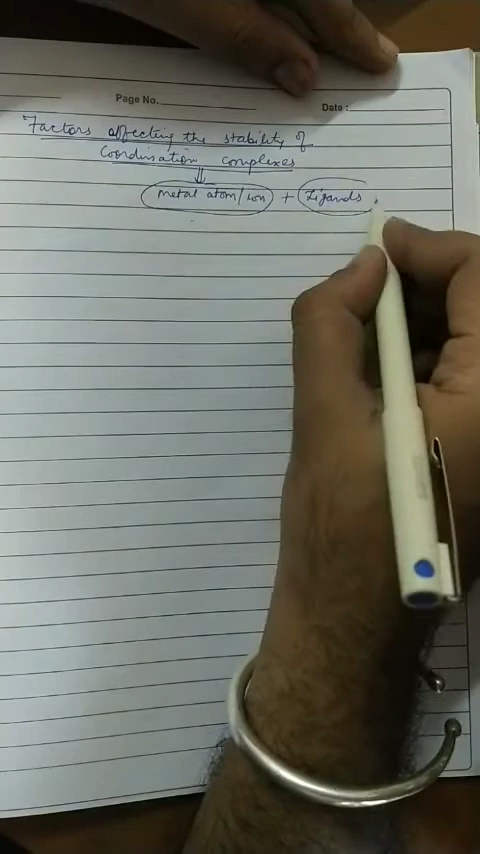 Page No.
Date :
Factors affecting the stability of
Coordination complexes
⇓
Metal atom/ion + Ligands